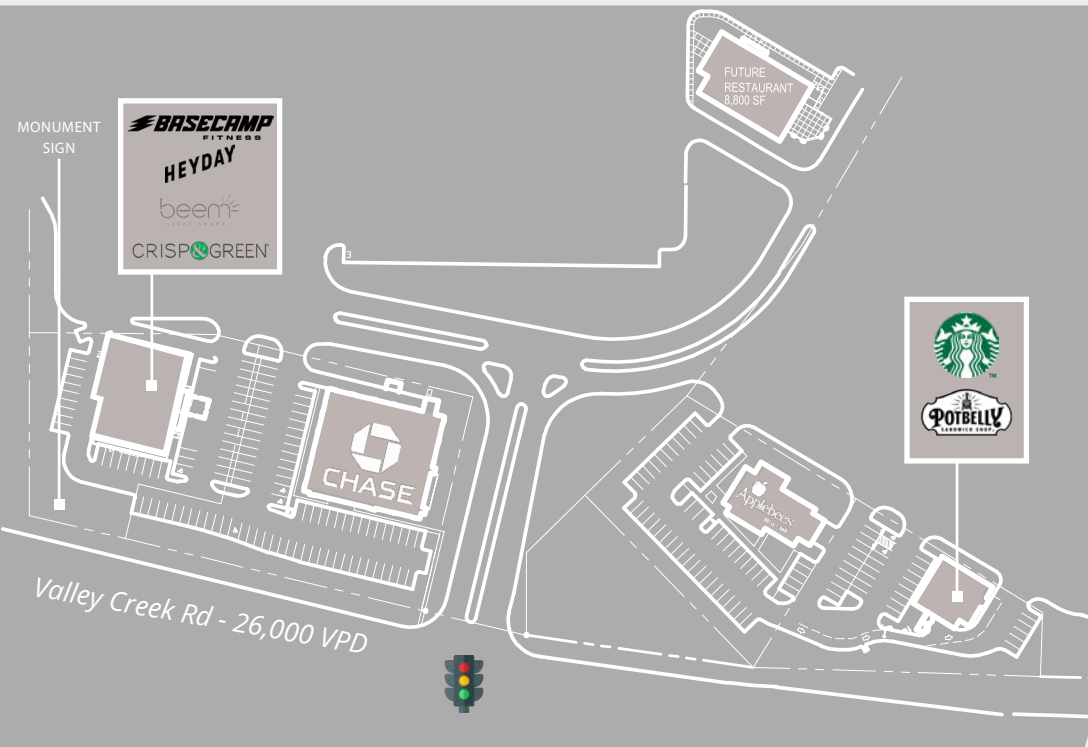 FUTURE
RESTAURANT
8,800 SF
MONUMENT
SIGN
BASECAMP
FITNESS
HEYDAY
beem
CRISP&GREEN
CHASE
Applebee's
POTBELLY
SANDWICH SHOP
TM
Valley Creek Rd - 26,000 VPD